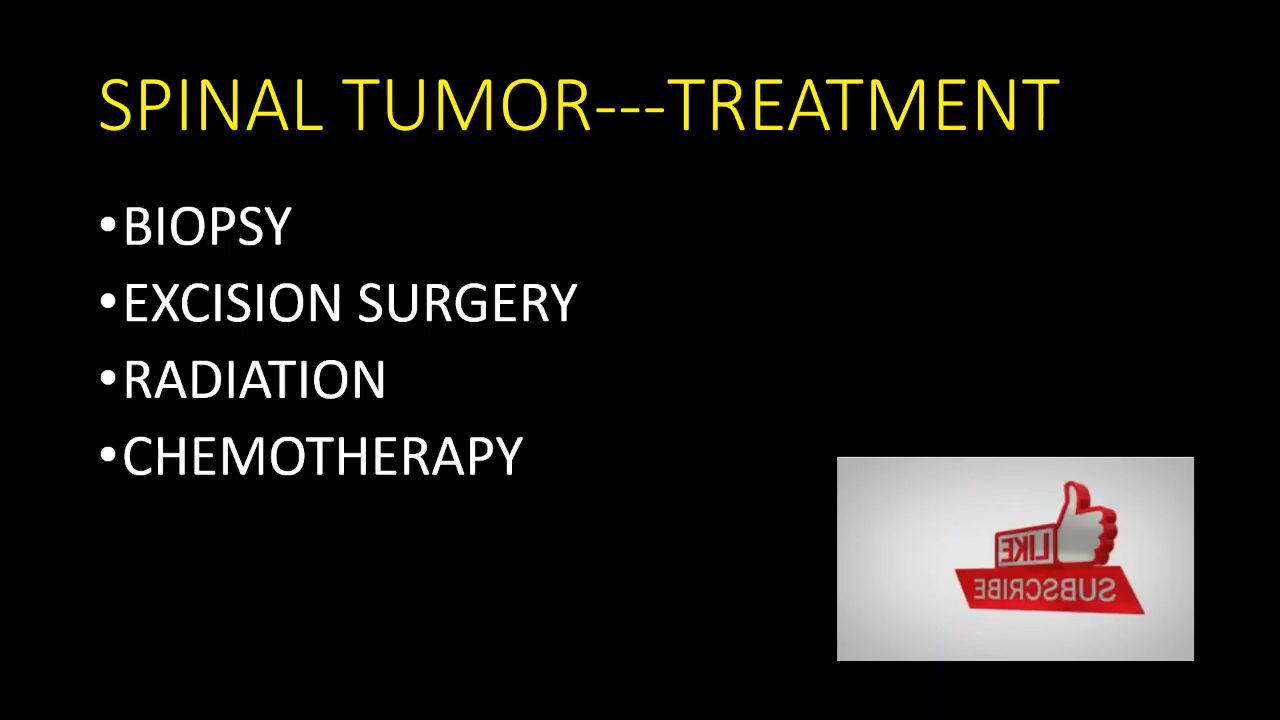 SPINAL TUMOR---TREATMENT
•BIOPSY
•EXCISION SURGERY
•RADIATION
•CHEMOTHERAPY
LIKE
SUBSCRIBE